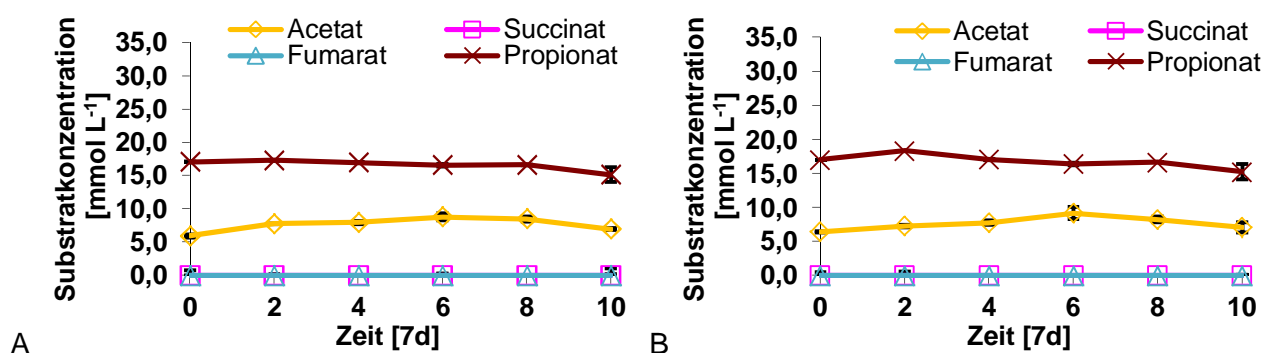 Substratkonzentration
[mmol L⁻¹]
35,0
30,0
25,0
20,0
15,0
10,0
5,0
0,0
Acetat
Succinat
Fumarat
Propionat
0 2 4 6 8 10
Zeit [7d]
A
Substratkonzentration
[mmol L⁻¹]
35,0
30,0
25,0
20,0
15,0
10,0
5,0
0,0
Acetat
Succinat
Fumarat
Propionat
0 2 4 6 8 10
Zeit [7d]
B